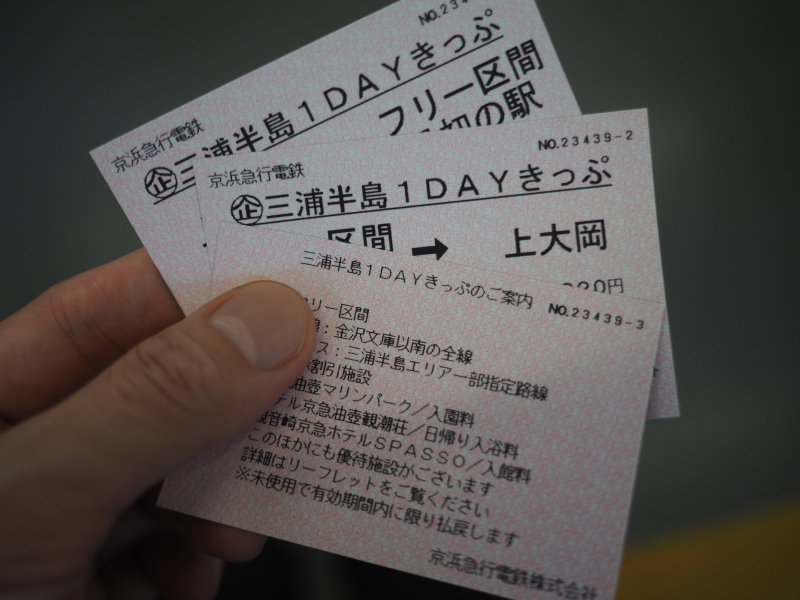 NO.234
京浜急行電鉄
企三浦半島1DAYきっぷ
フリー区間
切の駅
NO.23439-2
京浜急行電鉄
企三浦半島1DAYきっぷ
区間 → 上大岡
20円
三浦半島1DAYきっぷのご案内
NO.23439-3
リー区間
:金沢文庫以南の全線
ス:三浦半島エリア一部指定路線
割引施設
油壺マリンパーク/入園料
テル京急油壺観潮荘/日帰り入浴料
観音崎京急ホテルSPASSO/入館料
このほかにも優待施設がございます
詳細はリーフレットをご覧ください
※未使用で有効期間内に限り払戻します
京浜急行電鉄株式会社